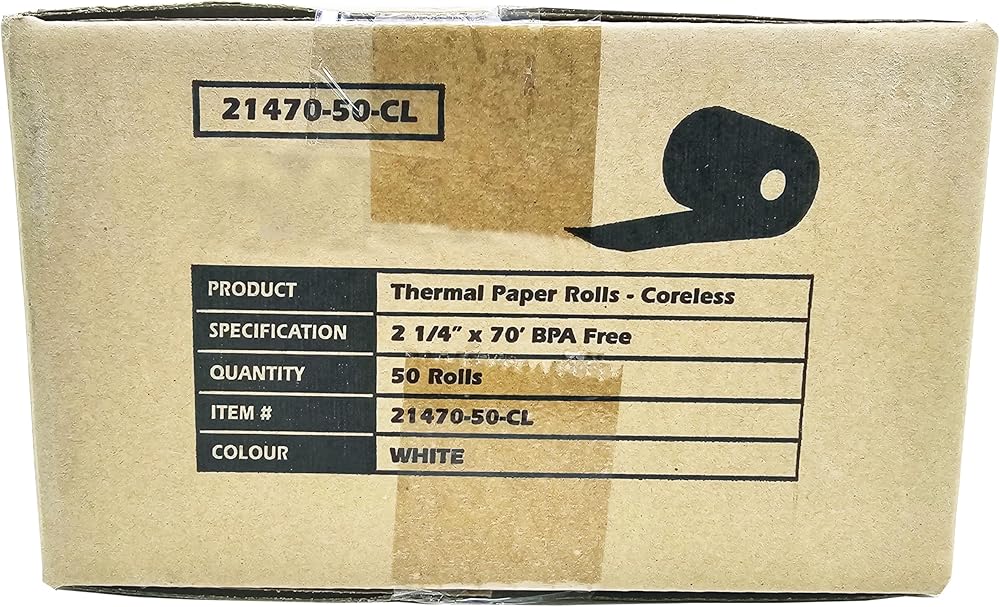 21470-50-CL
PRODUCT Thermal Paper Rolls - Coreless
SPECIFICATION 2 1/4" x 70' BPA Free
QUANTITY 50 Rolls
ITEM # 21470-50-CL
COLOUR WHITE